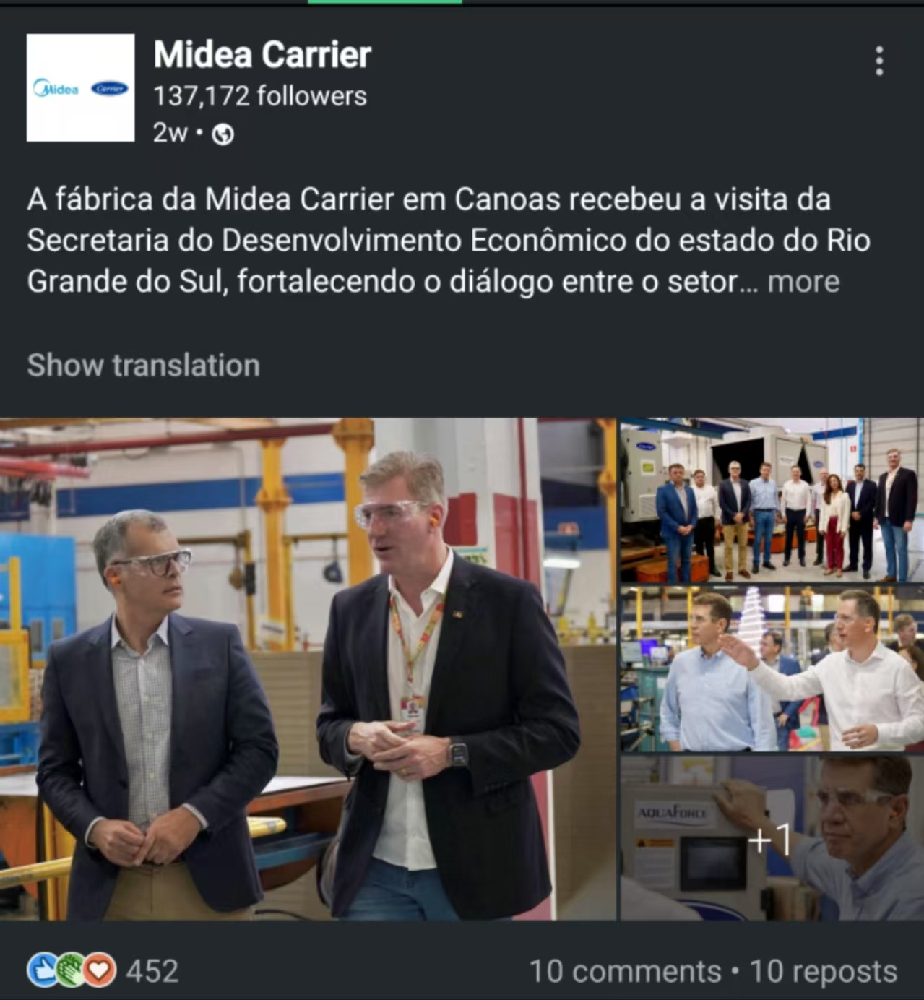 Midea Carrier
Midea Carrier
137,172 followers
2w •
A fábrica da Midea Carrier em Canoas recebeu a visita da
Secretaria do Desenvolvimento Econômico do estado do Rio
Grande do Sul, fortalecendo o diálogo entre o setor... more
Show translation
AQUAFORCE
+1
452
10 comments • 10 reposts